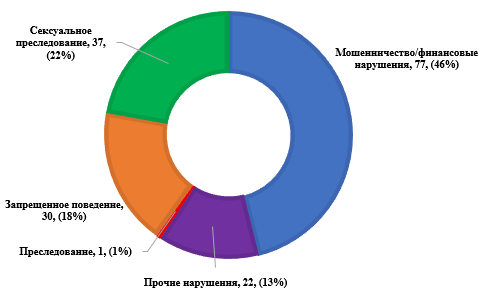 Сексуальное
преследование, 37,
(22%)
Мошенничество/финансовые
нарушения, 77, (46%)
Запрещенное поведение,
30, (18%)
Преследование, 1, (1%)
Прочие нарушения, 22, (13%)